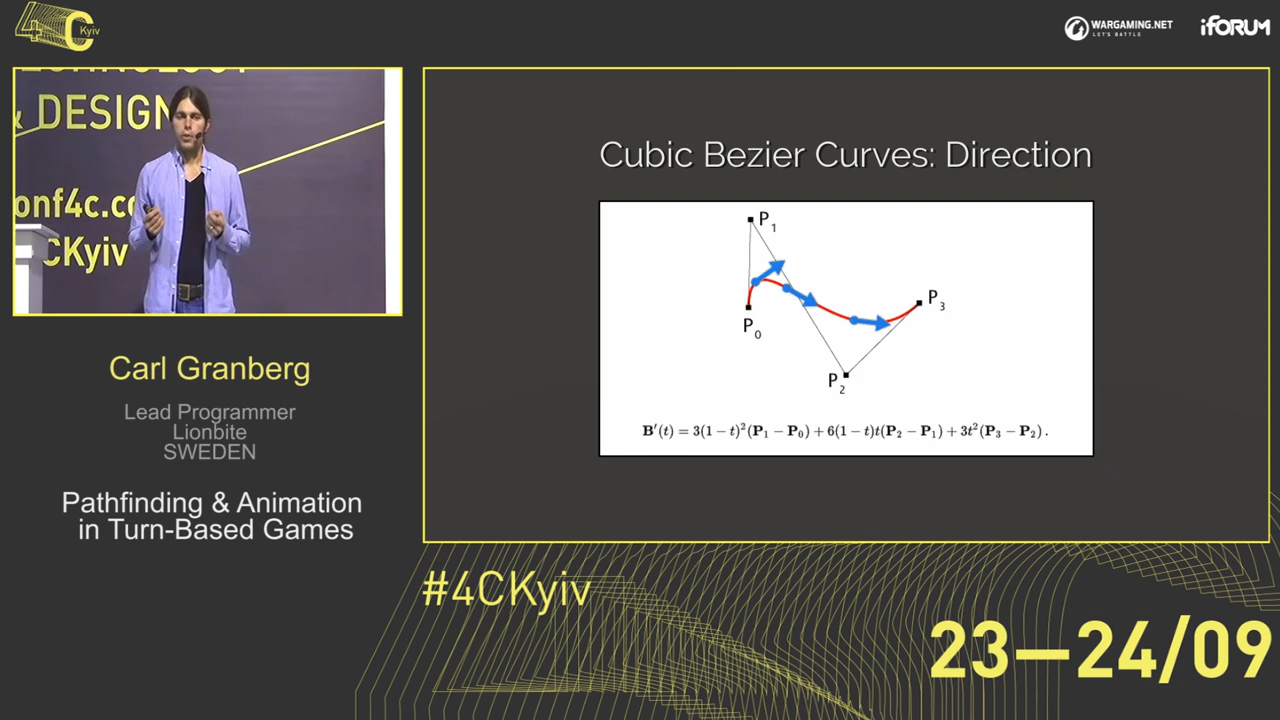 4C Kyiv
WARGAMING.NET
LET'S BATTLE
iFORUM
TECHNOLOGY
& DESIGN
onf4c.co
CKyiv
Carl Granberg
Lead Programmer
Lionbite
SWEDEN
Pathfinding & Animation
in Turn-Based Games
Cubic Bezier Curves: Direction
P1
P3
P0
P2
B′(t) = 3(1 − t)²(P₁ − P₀) + 6(1 − t)t(P₂ − P₁) + 3t²(P₃ − P₂) .
#4CKyiv
23—24/09